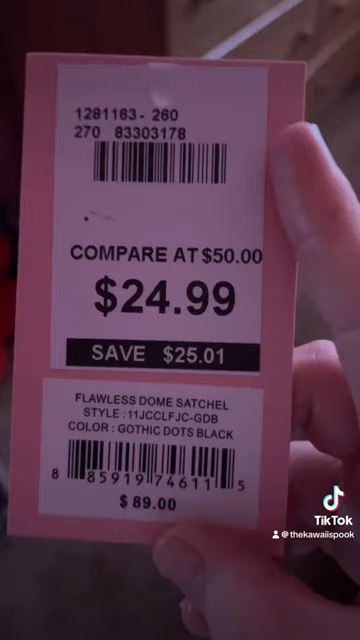 1281163- 260
270 83303178
COMPARE AT $50.00
$24.99
SAVE $25.01
FLAWLESS DOME SATCHEL
STYLE : 11JCCLFJC-GDB
COLOR : GOTHIC DOTS BLACK
8 85919 74611 5
$ 89.00
TikTok
@thekawaiispook